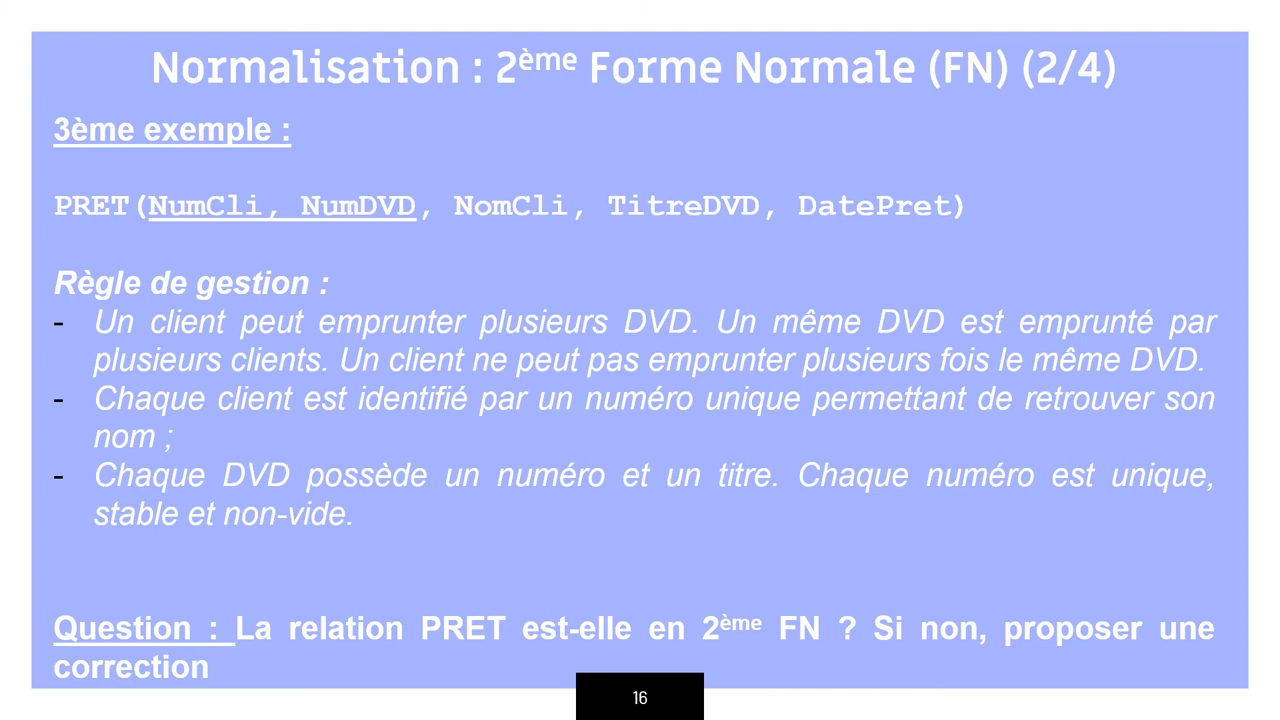 Normalisation : 2ème Forme Normale (FN) (2/4)
3ème exemple :
PRET(NumCli, NumDVD, NomCli, TitreDVD, DatePret)
Règle de gestion :
- Un client peut emprunter plusieurs DVD. Un même DVD est emprunté par
plusieurs clients. Un client ne peut pas emprunter plusieurs fois le même DVD.
- Chaque client est identifié par un numéro unique permettant de retrouver son
nom ;
- Chaque DVD possède un numéro et un titre. Chaque numéro est unique,
stable et non-vide.
Question : La relation PRET est-elle en 2ème FN ? Si non, proposer une
correction
16